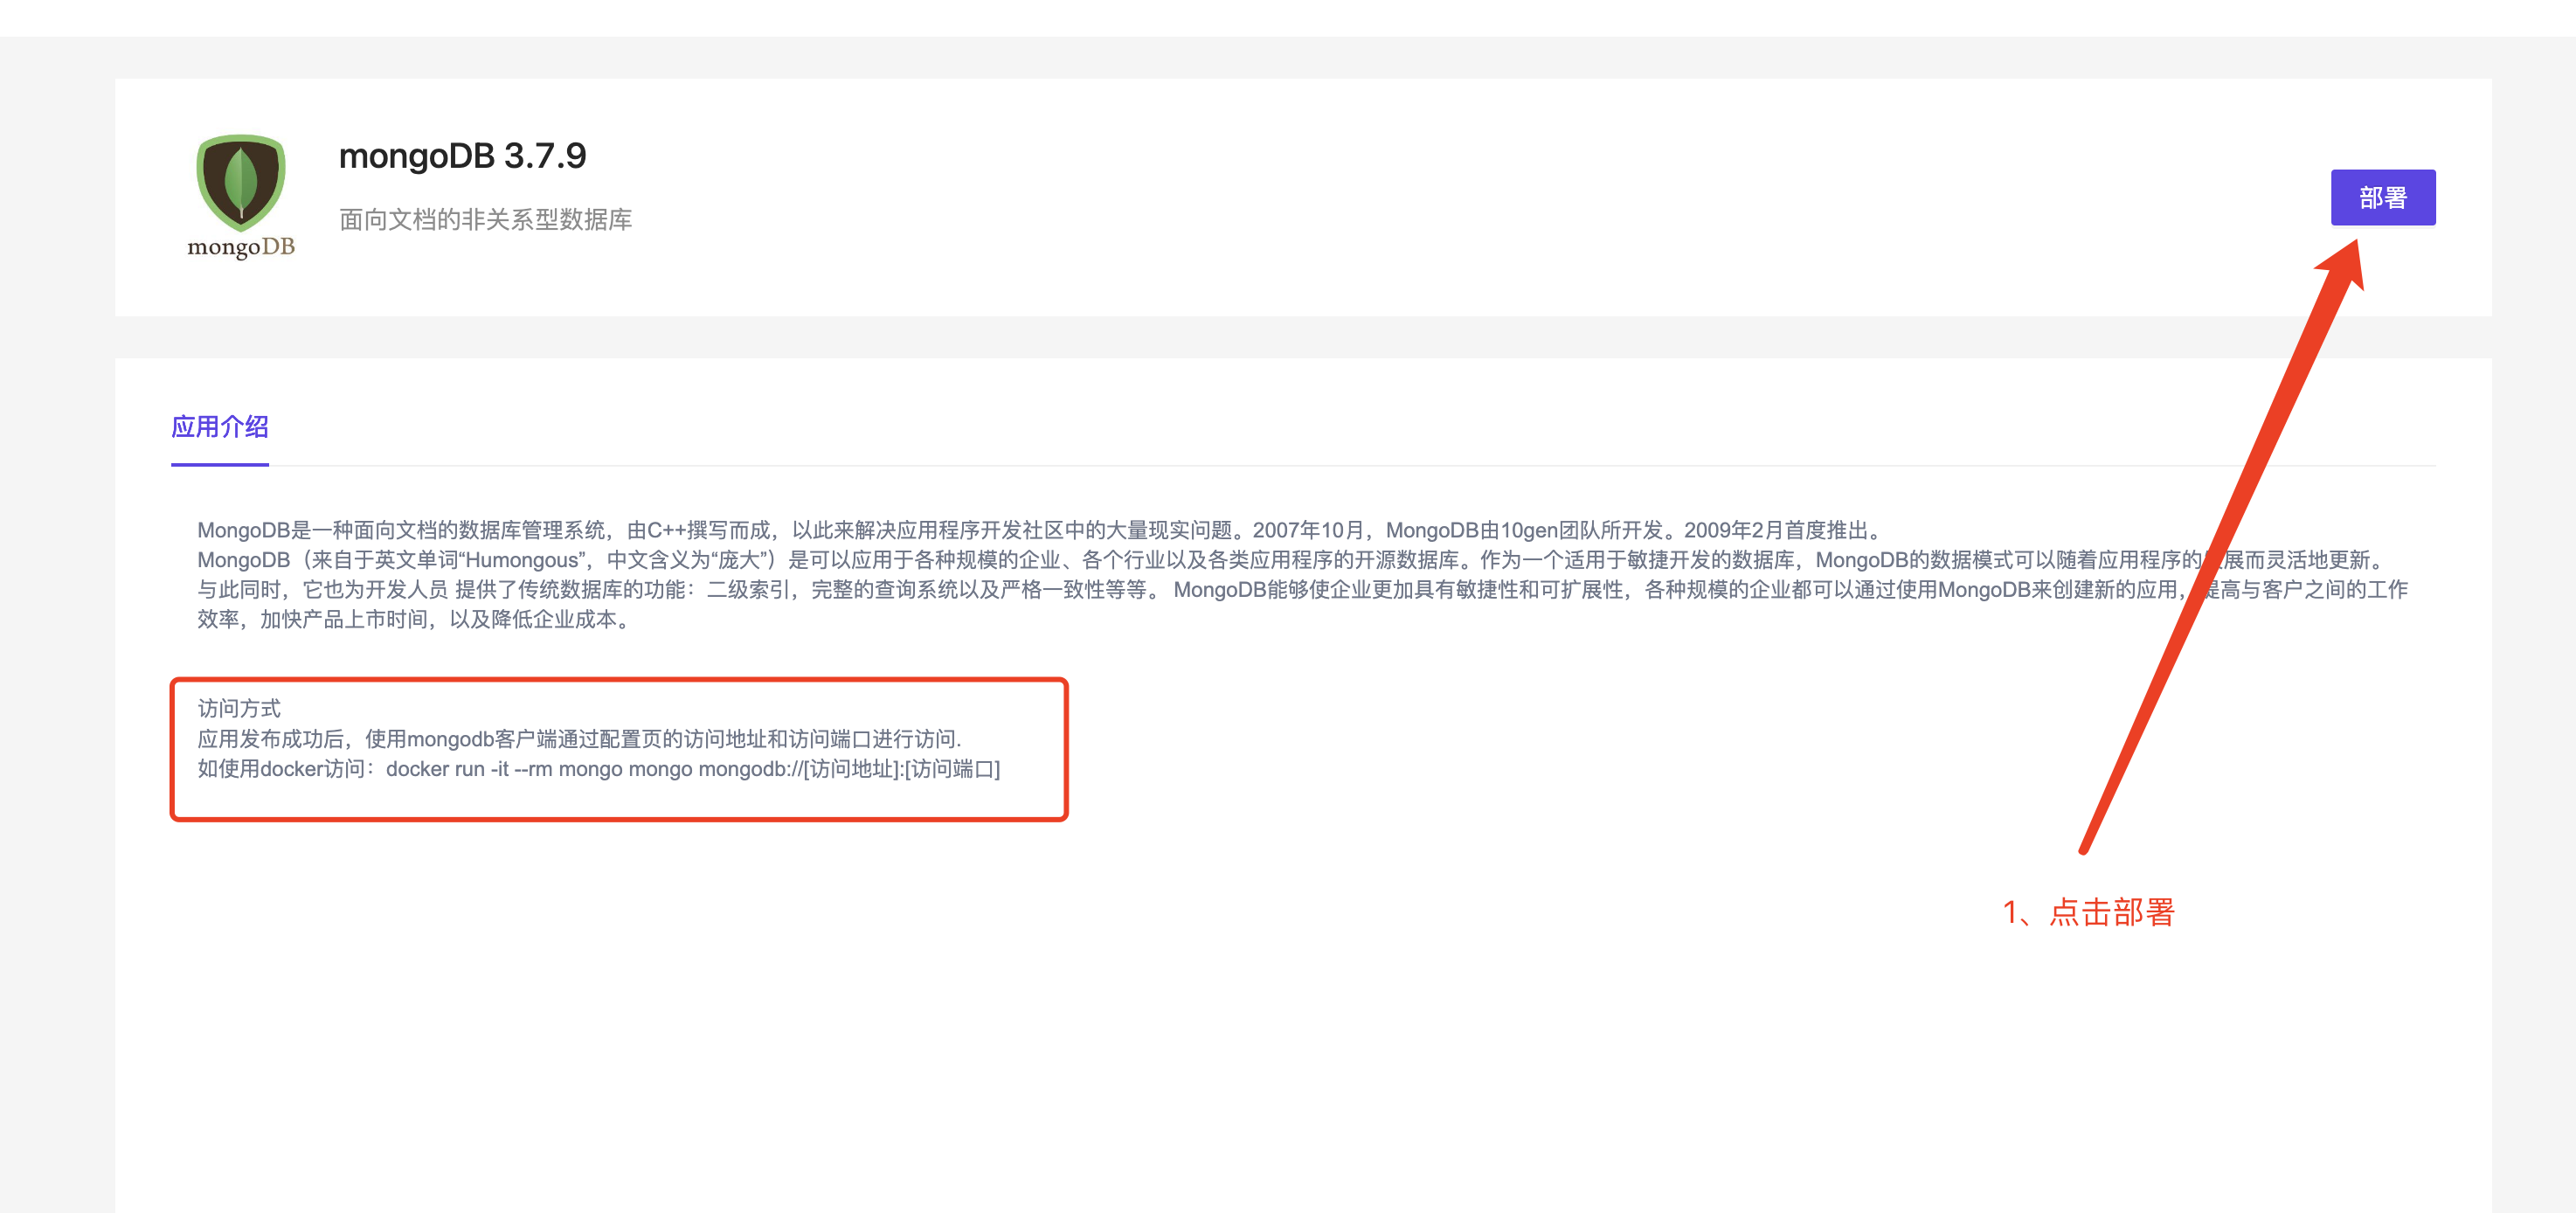 mongoDB 3.7.9
部署
面向文档的非关系型数据库
mongoDB
应用介绍
MongoDB是一种面向文档的数据库管理系统，由C++撰写而成，以此来解决应用程序开发社区中的大量现实问题。2007年10月，MongoDB由10gen团队所开发。2009年2月首度推出。
MongoDB（来自于英文单词“Humongous”，中文含义为“庞大”）是可以应用于各种规模的企业、各个行业以及各类应用程序的开源数据库。作为一个适用于敏捷开发的数据库，MongoDB的数据模式可以随着应用程序的展而灵活地更新。
与此同时，它也为开发人员 提供了传统数据库的功能：二级索引，完整的查询系统以及严格一致性等等。 MongoDB能够使企业更加具有敏捷性和可扩展性，各种规模的企业都可以通过使用MongoDB来创建新的应用，提高与客户之间的工作
效率，加快产品上市时间，以及降低企业成本。
访问方式
应用发布成功后，使用mongodb客户端通过配置页的访问地址和访问端口进行访问.
如使用docker访问：docker run -it --rm mongo mongo mongodb://[访问地址]:[访问端口]
1、点击部署